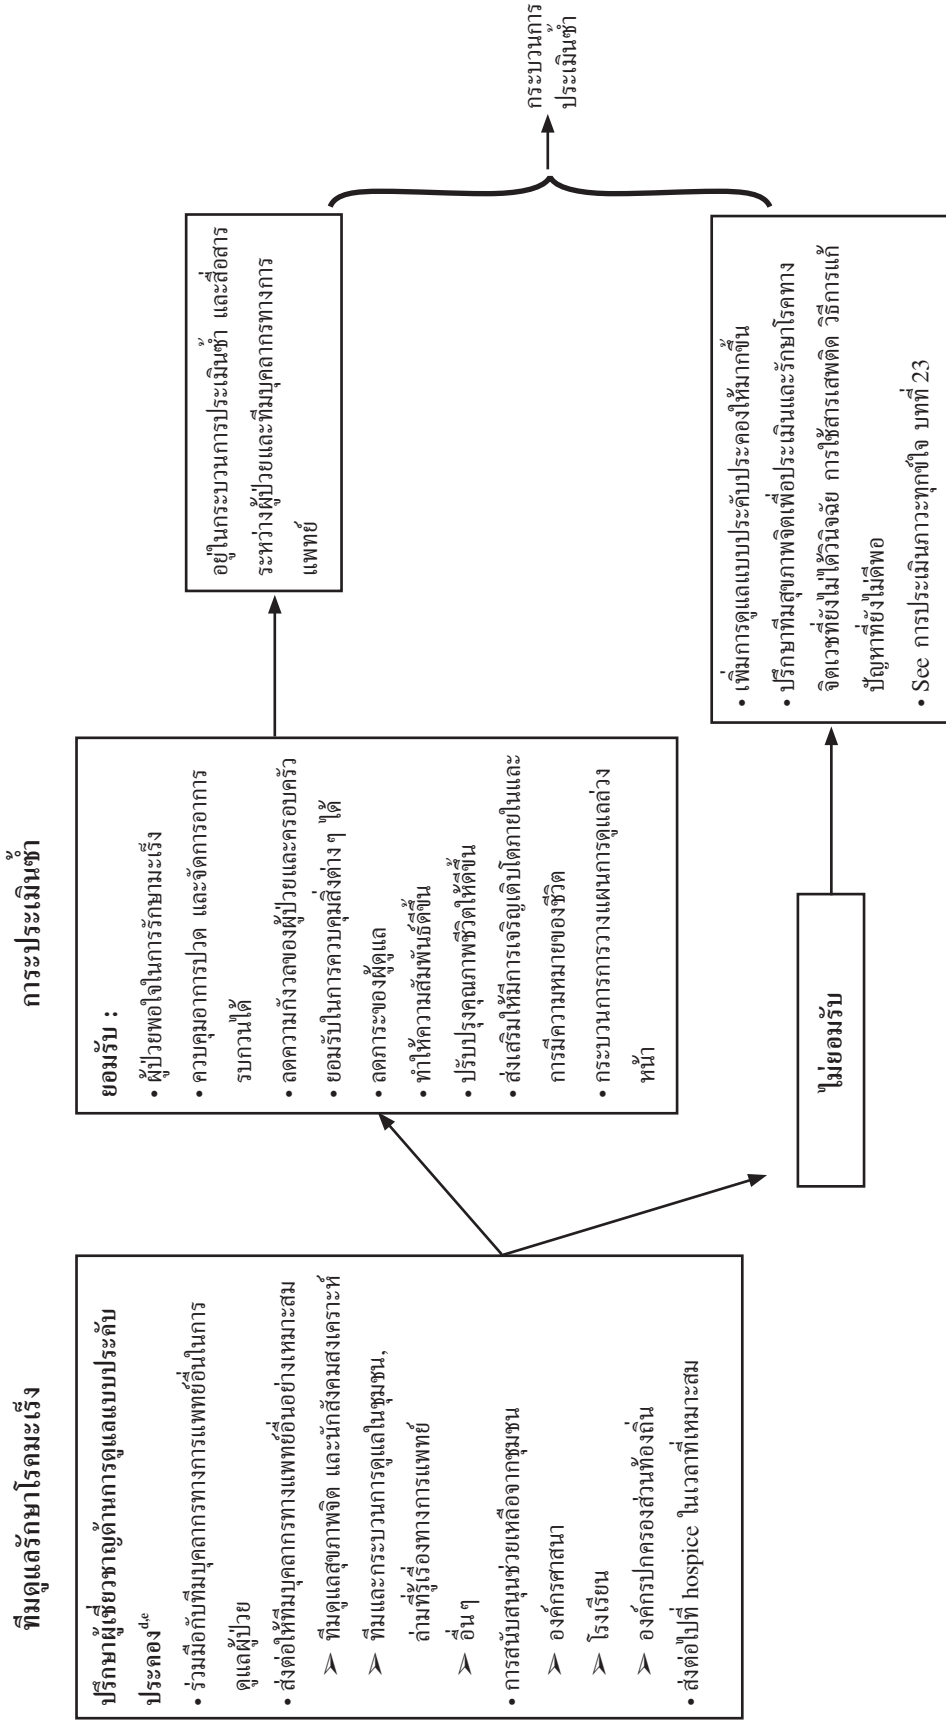 ทีมดูแลรักษาโรคมะเร็ง
ปรึกษาผู้เชี่ยวชาญด้านการดูแลแบบประคับ
ประคองd,e
• ร่วมมือกับทีมบุคลากรทางการแพทย์อื่นในการ
ดูแลผู้ป่วย
• ส่งต่อให้ทีมบุคลากรทางแพทย์อื่นอย่างเหมาะสม
➢ ทีมดูแลสุขภาพจิต และนักสังคมสงเคราะห์
➢ ทีมและกระบวนการดูแลในชุมชน,
ล่ามที่รู้เรื่องทางการแพทย์
➢ อื่นๆ
• การสนับสนุนช่วยเหลือจากชุมชน
➢ องค์กรศาสนา
➢ โรงเรียน
➢ องค์กรปกครองส่วนท้องถิ่น
• ส่งต่อไปที่ hospice ในเวลาที่เหมาะสม
การะประเมินซ้ำ
ยอมรับ :
• ผู้ป่วยพอใจในการรักษามะเร็ง
• ควบคุมอาการปวด และจัดการอาการ
รบกวนได้
• ลดความกังวลของผู้ป่วยและครอบครัว
• ยอมรับในการควบคุมสิ่งต่างๆ ได้
• ลดภาระของผู้ดูแล
• ทำให้ความสัมพันธ์ดีขึ้น
• ปรับปรุงคุณภาพชีวิตให้ดีขึ้น
• ส่งเสริมให้มีการเจริญเติบโตภายในและ
การมีความหมายของชีวิต
• กระบวนการการวางแผนการดูแลล่วง
หน้า
ไม่ยอมรับ
อยู่ในกระบวนการประเมินซ้ำ และสื่อสาร
ระหว่างผู้ป่วยและทีมบุคลากรทางการ
แพทย์
• เพิ่มการดูแลแบบประคับประคองให้มากขึ้น
• ปรึกษาทีมสุขภาพจิตเพื่อประเมินและรักษาโรคทาง
จิตเวชที่ยังไม่ได้วินิจฉัย การใช้สารเสพติด วิธีการแก้
ปัญหาที่ยังไม่ดีพอ
• See การประเมินภาวะทุกข์ใจ บทที่ 23
กระบวนการ
ประเมินซ้ำ